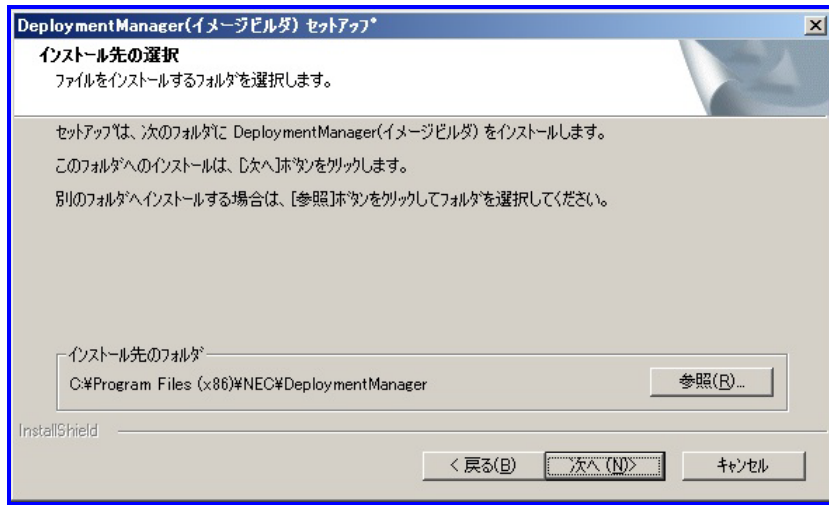 DeploymentManager(イメージビルダ) ｾｯﾄｱｯﾌﾟ
インストール先の選択
ﾌｧｲﾙをｲﾝｽﾄｰﾙするﾌｫﾙﾀﾞを選択します。
ｾｯﾄｱｯﾌﾟは、次のﾌｫﾙﾀﾞに DeploymentManager(イメージビルダ) をｲﾝｽﾄｰﾙします。
このﾌｫﾙﾀﾞへのｲﾝｽﾄｰﾙは、[次へ]ﾎﾞﾀﾝをｸﾘｯｸします。
別のﾌｫﾙﾀﾞへｲﾝｽﾄｰﾙする場合は、[参照]ﾎﾞﾀﾝをｸﾘｯｸしてﾌｫﾙﾀﾞを選択してください。
ｲﾝｽﾄｰﾙ先のﾌｫﾙﾀﾞ
C:¥Program Files (x86)¥NEC¥DeploymentManager
参照(R)...
InstallShield
< 戻る(B)
次へ (N)>
ｷｬﾝｾﾙ